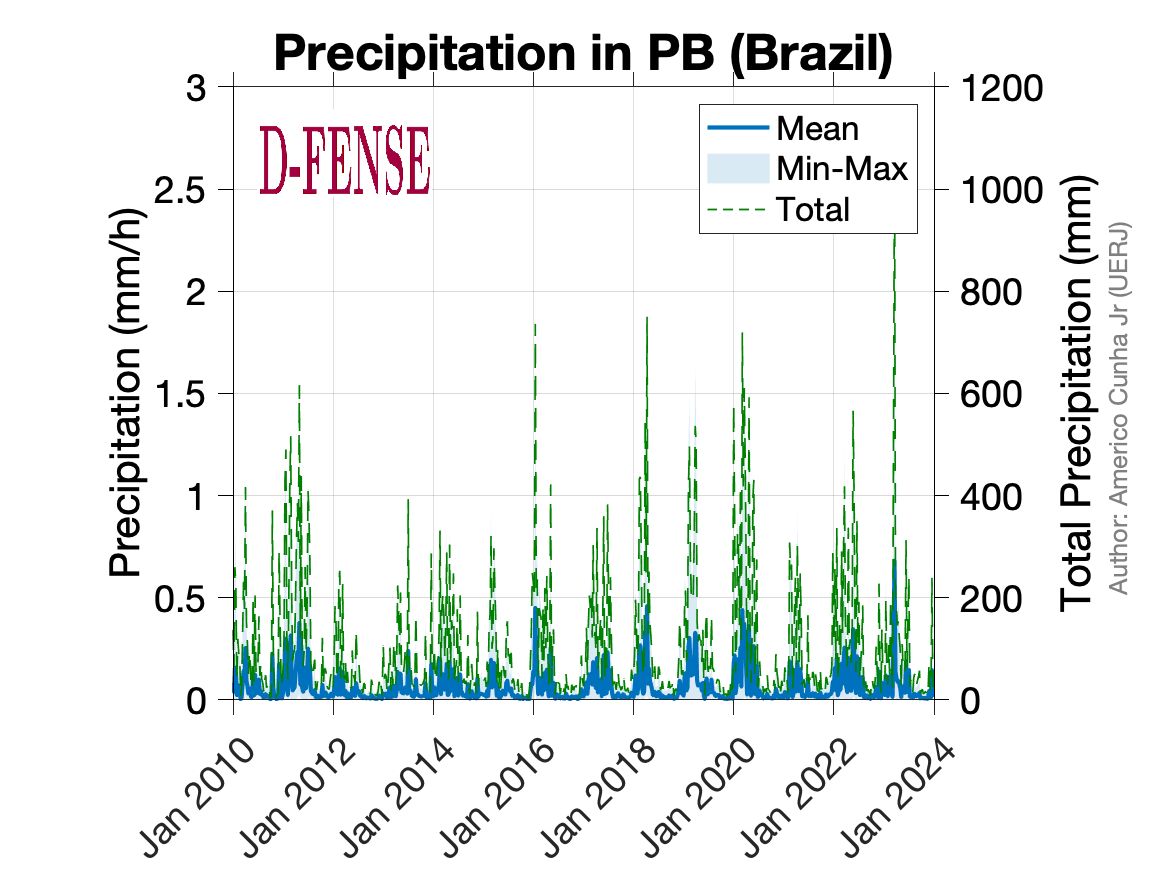 Precipitation in PB (Brazil)
D-FENSE
Mean
Min-Max
Total
Precipitation (mm/h)
3
2.5
2
1.5
1
0.5
0
1200
1000
800
600
400
200
0
Total Precipitation (mm)
Author: Americo Cunha Jr (UERJ)
Jan 2010
Jan 2012
Jan 2014
Jan 2016
Jan 2018
Jan 2020
Jan 2022
Jan 2024